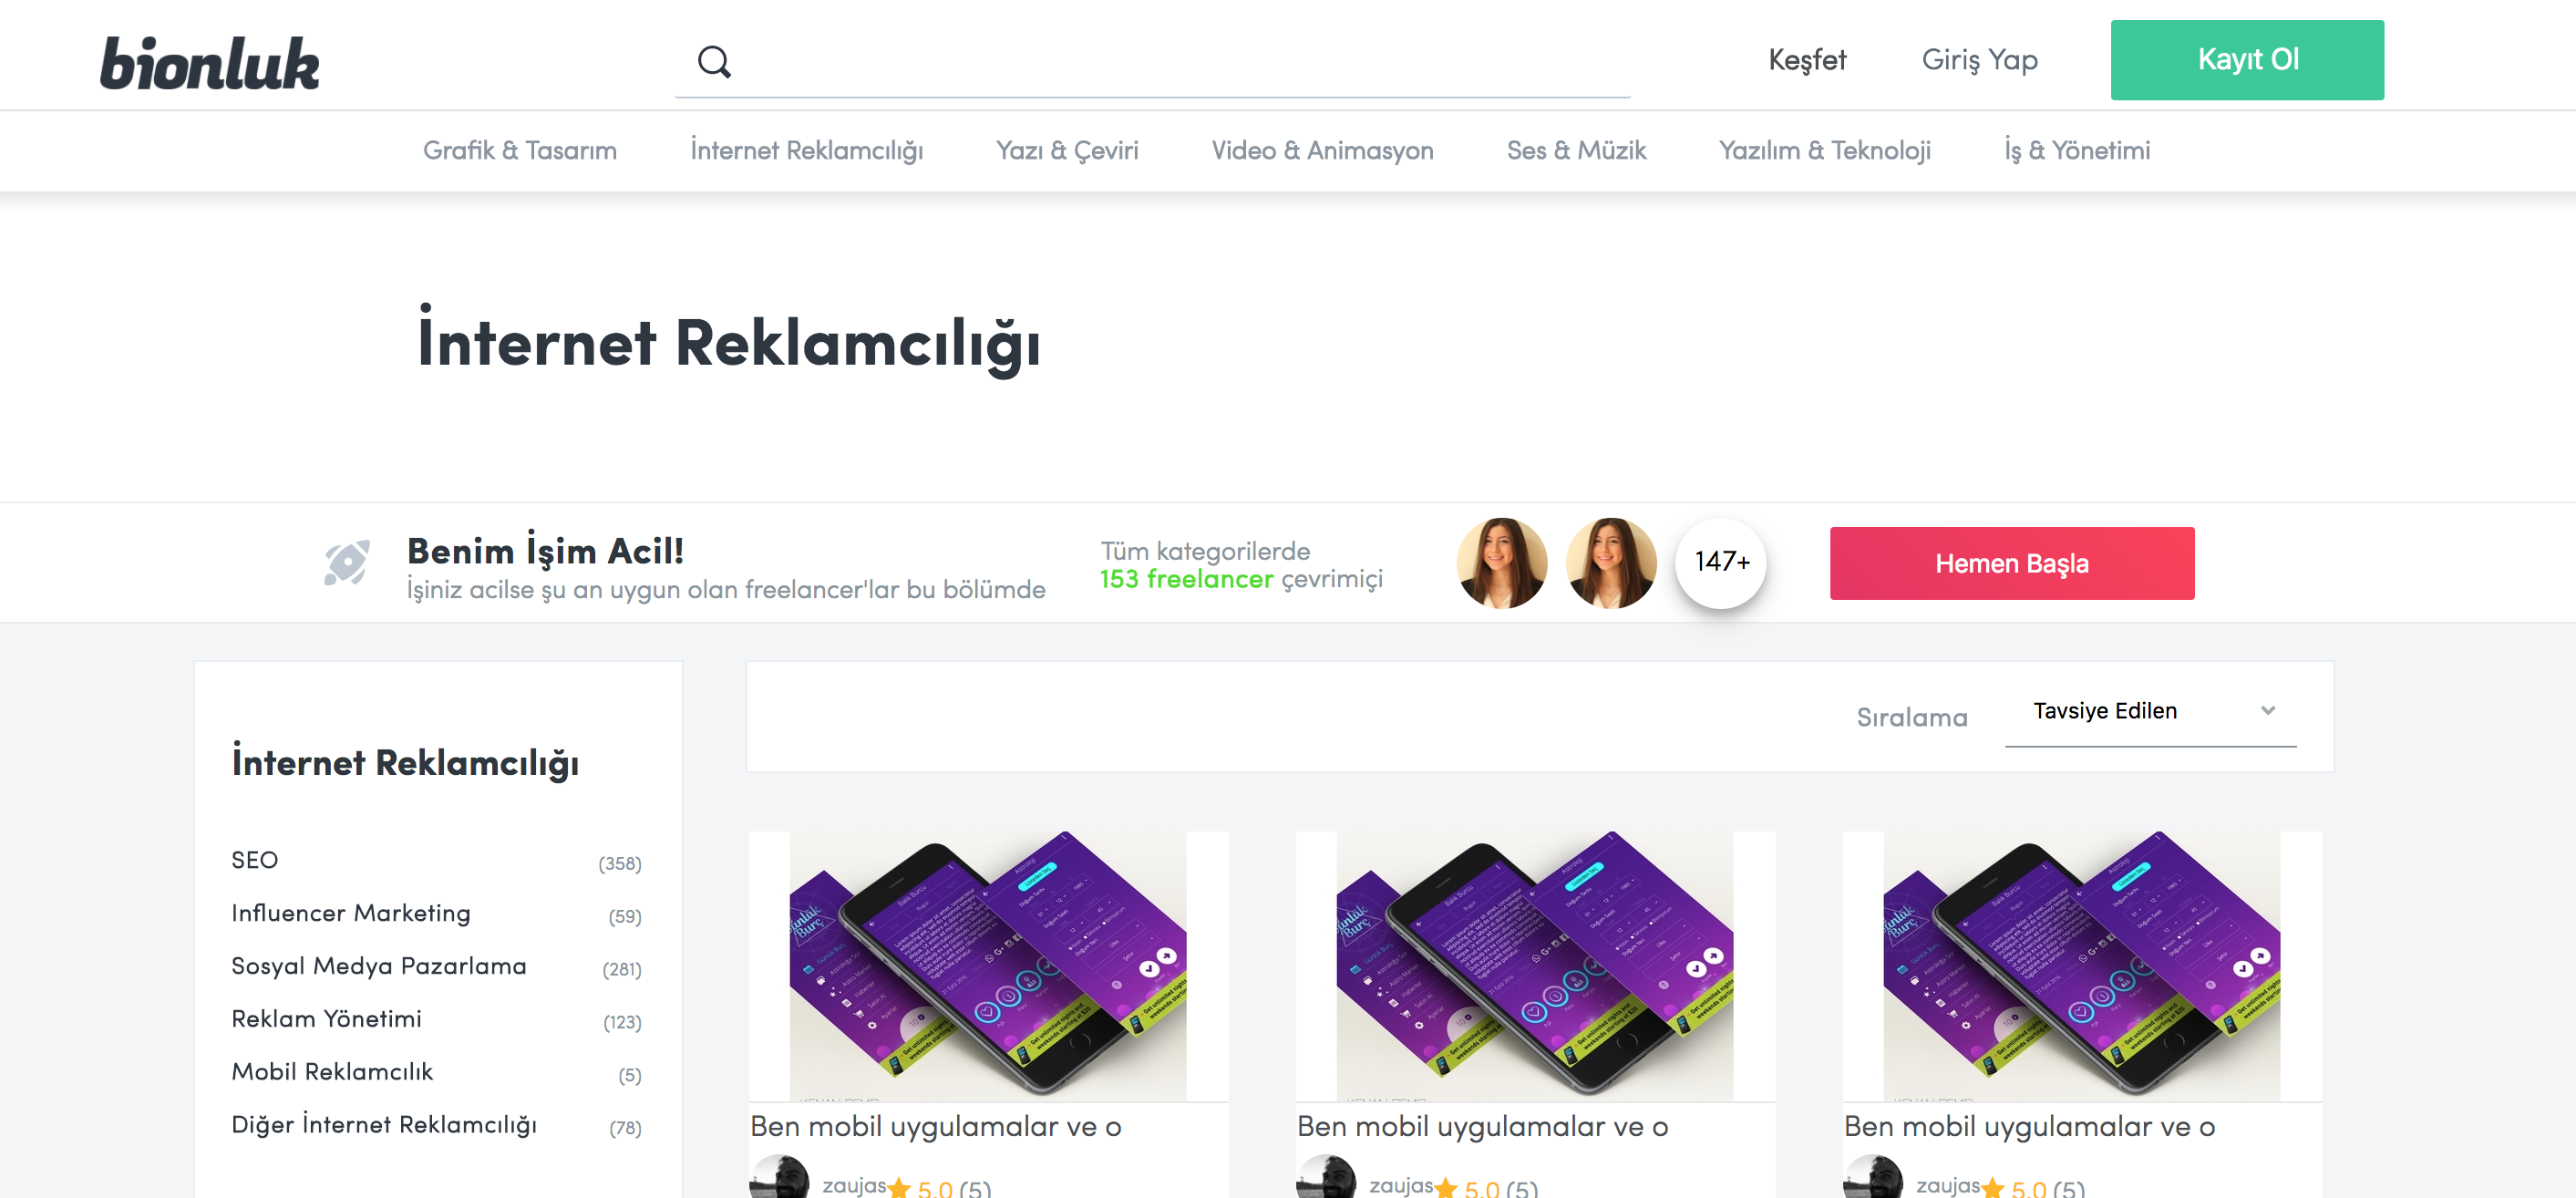 bionluk
Keşfet
Giriş Yap
Kayıt Ol
Grafik & Tasarım
İnternet Reklamcılığı
Yazı & Çeviri
Video & Animasyon
Ses & Müzik
Yazılım & Teknoloji
İş & Yönetimi
İnternet Reklamcılığı
Benim İşim Acil!
İşiniz acilse şu an uygun olan freelancer'lar bu bölümde
Tüm kategorilerde
153 freelancer çevrimiçi
147+
Hemen Başla
İnternet Reklamcılığı
SEO (358)
Influencer Marketing (59)
Sosyal Medya Pazarlama (281)
Reklam Yönetimi (123)
Mobil Reklamcılık (5)
Diğer İnternet Reklamcılığı (78)
Sıralama
Tavsiye Edilen
Ben mobil uygulamalar ve o
zaujas 5.0 (5)
Ben mobil uygulamalar ve o
zaujas 5.0 (5)
Ben mobil uygulamalar ve o
zaujas 5.0 (5)